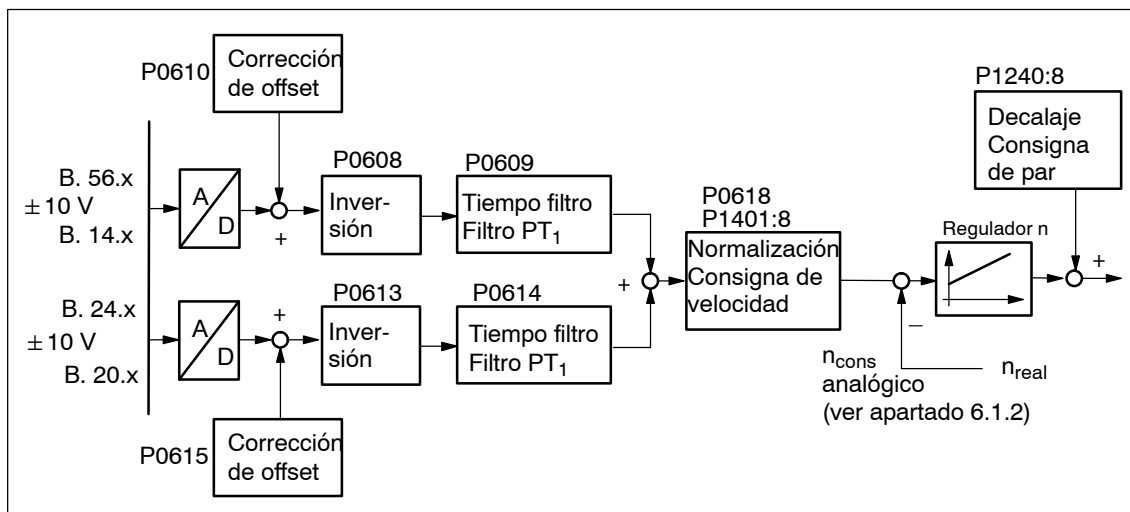 P0610
Corrección
de offset
P1240:8
Decalaje
Consigna
de par
B. 56.x
± 10 V
B. 14.x
A
D
+
P0608
Inver-
sión
P0609
Tiempo filtro
Filtro PT1
P0618
P1401:8
Normalización
Consigna de
velocidad
Regulador n
+
+
–
B. 24.x
± 10 V
B. 20.x
A
D
+
P0613
Inver-
sión
P0614
Tiempo filtro
Filtro PT1
ncons
analógico
(ver apartado 6.1.2)
nreal
P0615
Corrección
de offset